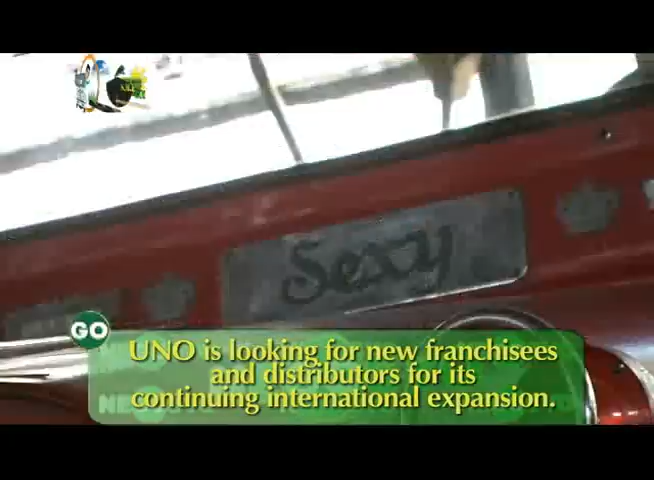 Sexy
GO
UNO is looking for new franchisees
and distributors for its
continuing international expansion.